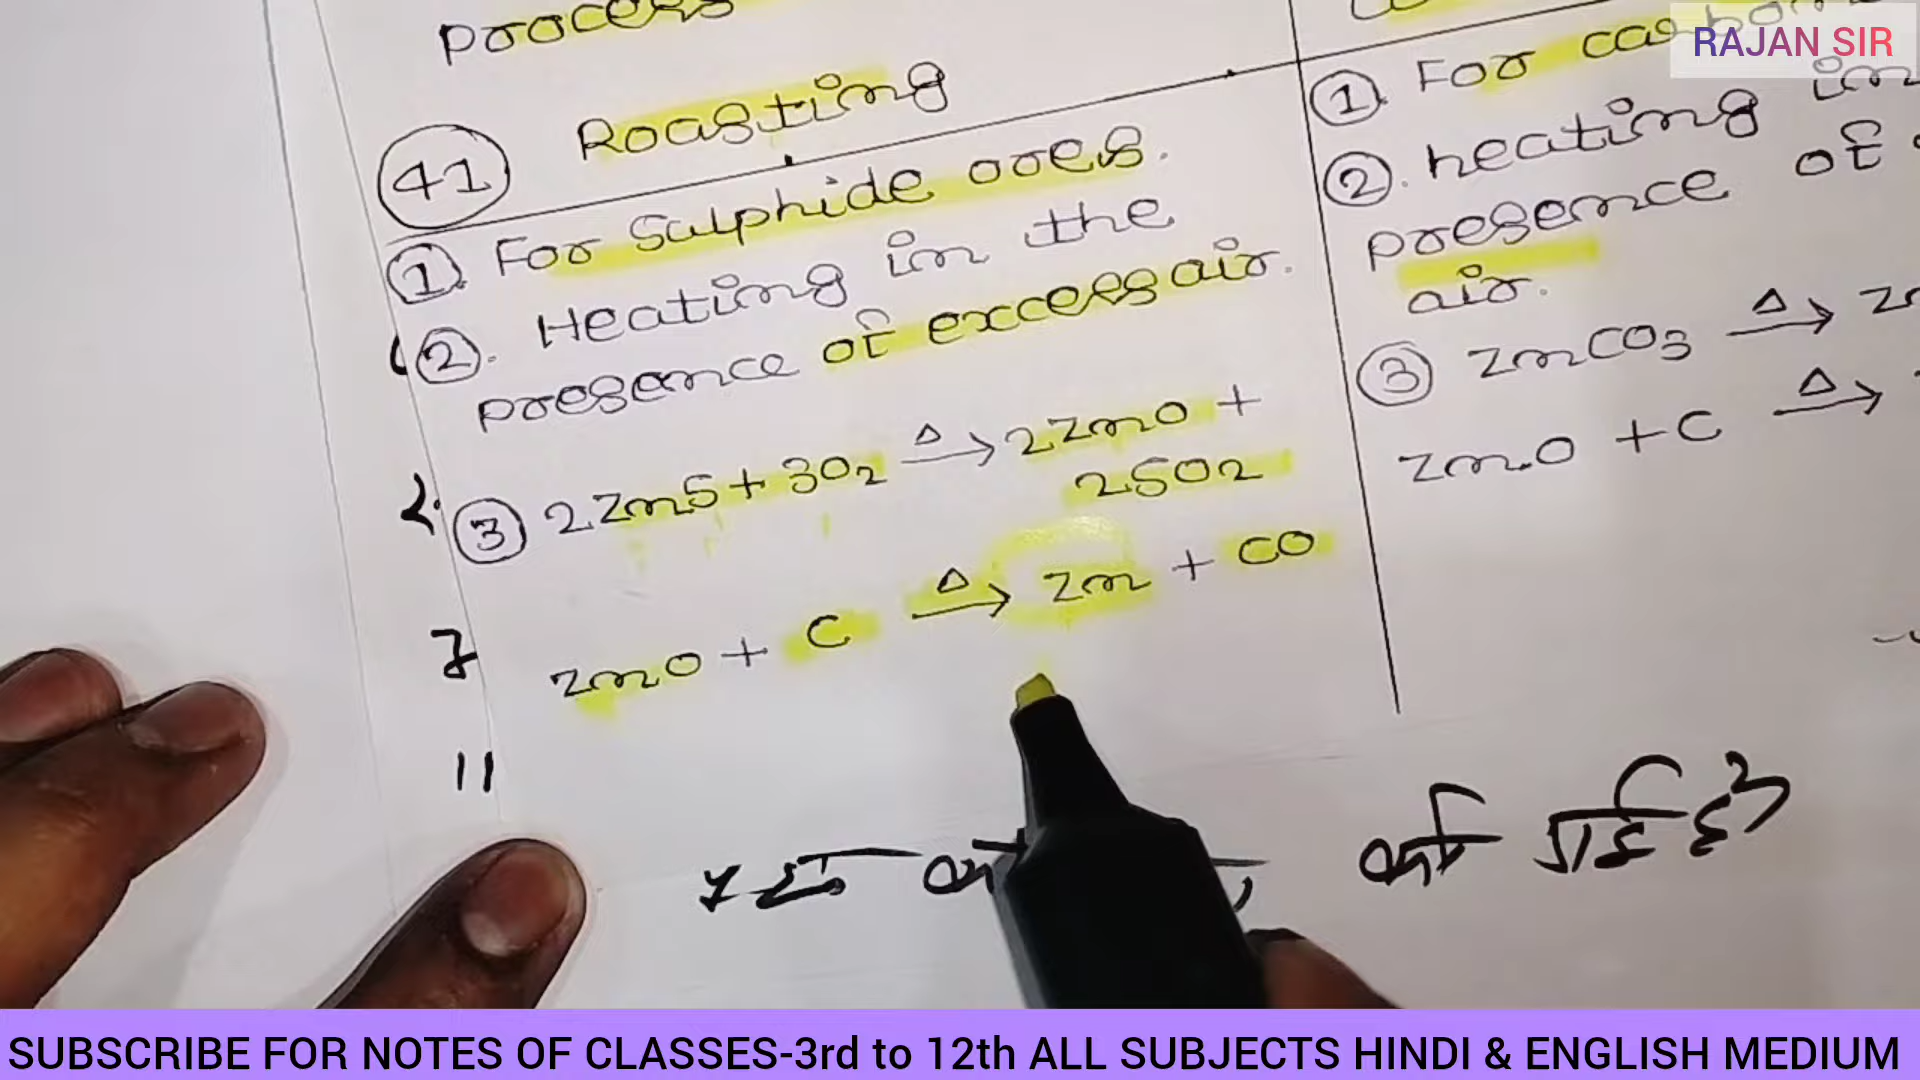 process
RAJAN SIR
41 Roasting
1. For Sulphide ores.
2. Heating in the
presence of excess air.
3 2ZnS + 3O2 Δ→ 2ZnO +
2SO2
ZnO + C Δ→ Zn + CO
1. For
2. heating in
presence of
air.
3 ZnCO3 Δ→
ZnO + C Δ→
11
SUBSCRIBE FOR NOTES OF CLASSES-3rd to 12th ALL SUBJECTS HINDI & ENGLISH MEDIUM